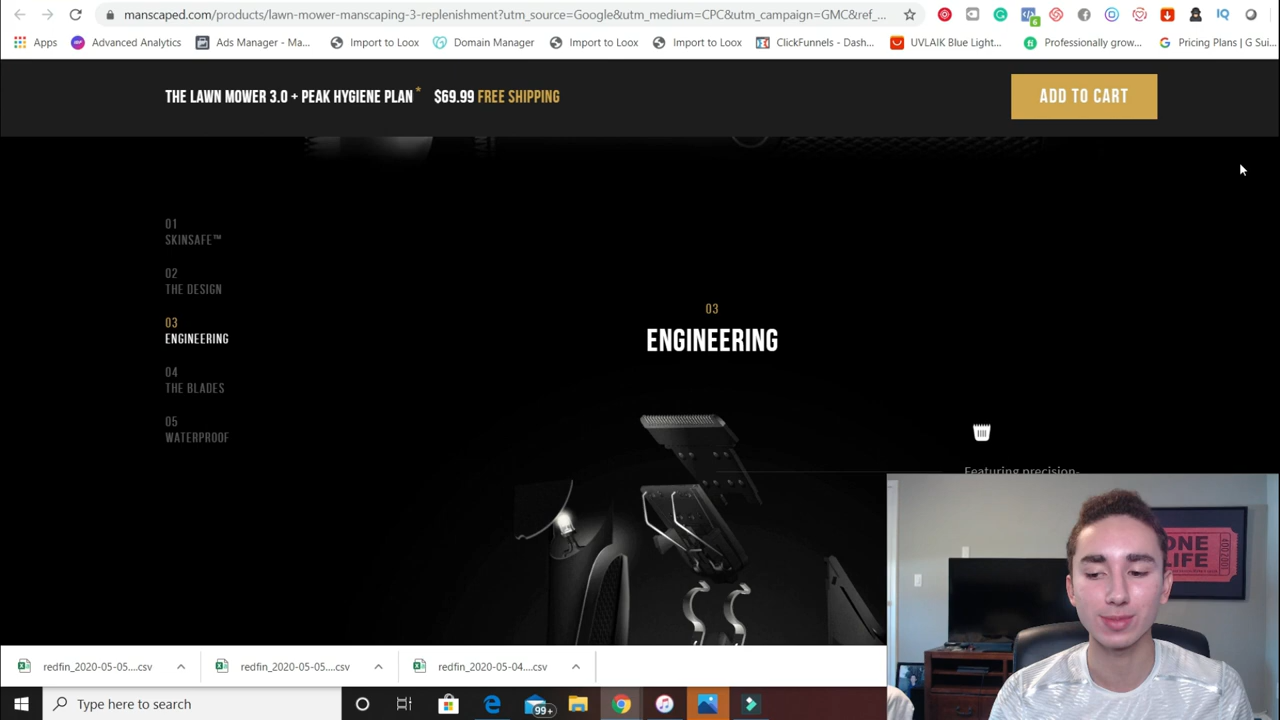 manscaped.com/products/lawn-mower-manscaping-3-replenishment?utm_source=Google&utm_medium=CPC&utm_campaign=GMC&ref_...
6
IQ
Apps
Advanced Analytics
Ads Manager - Ma...
Import to Loox
Domain Manager
Import to Loox
Import to Loox
ClickFunnels - Dash...
UVLAIK Blue Light...
Professionally grow...
Pricing Plans | G Sui...
THE LAWN MOWER 3.0 + PEAK HYGIENE PLAN* $69.99 FREE SHIPPING
ADD TO CART
01
SKINSAFE™
02
THE DESIGN
03
ENGINEERING
04
THE BLADES
05
WATERPROOF
03
ENGINEERING
Featuring precision-
ONE
LIFE
redfin_2020-05-05....csv
redfin_2020-05-05....csv
redfin_2020-05-04....csv
Type here to search
99+